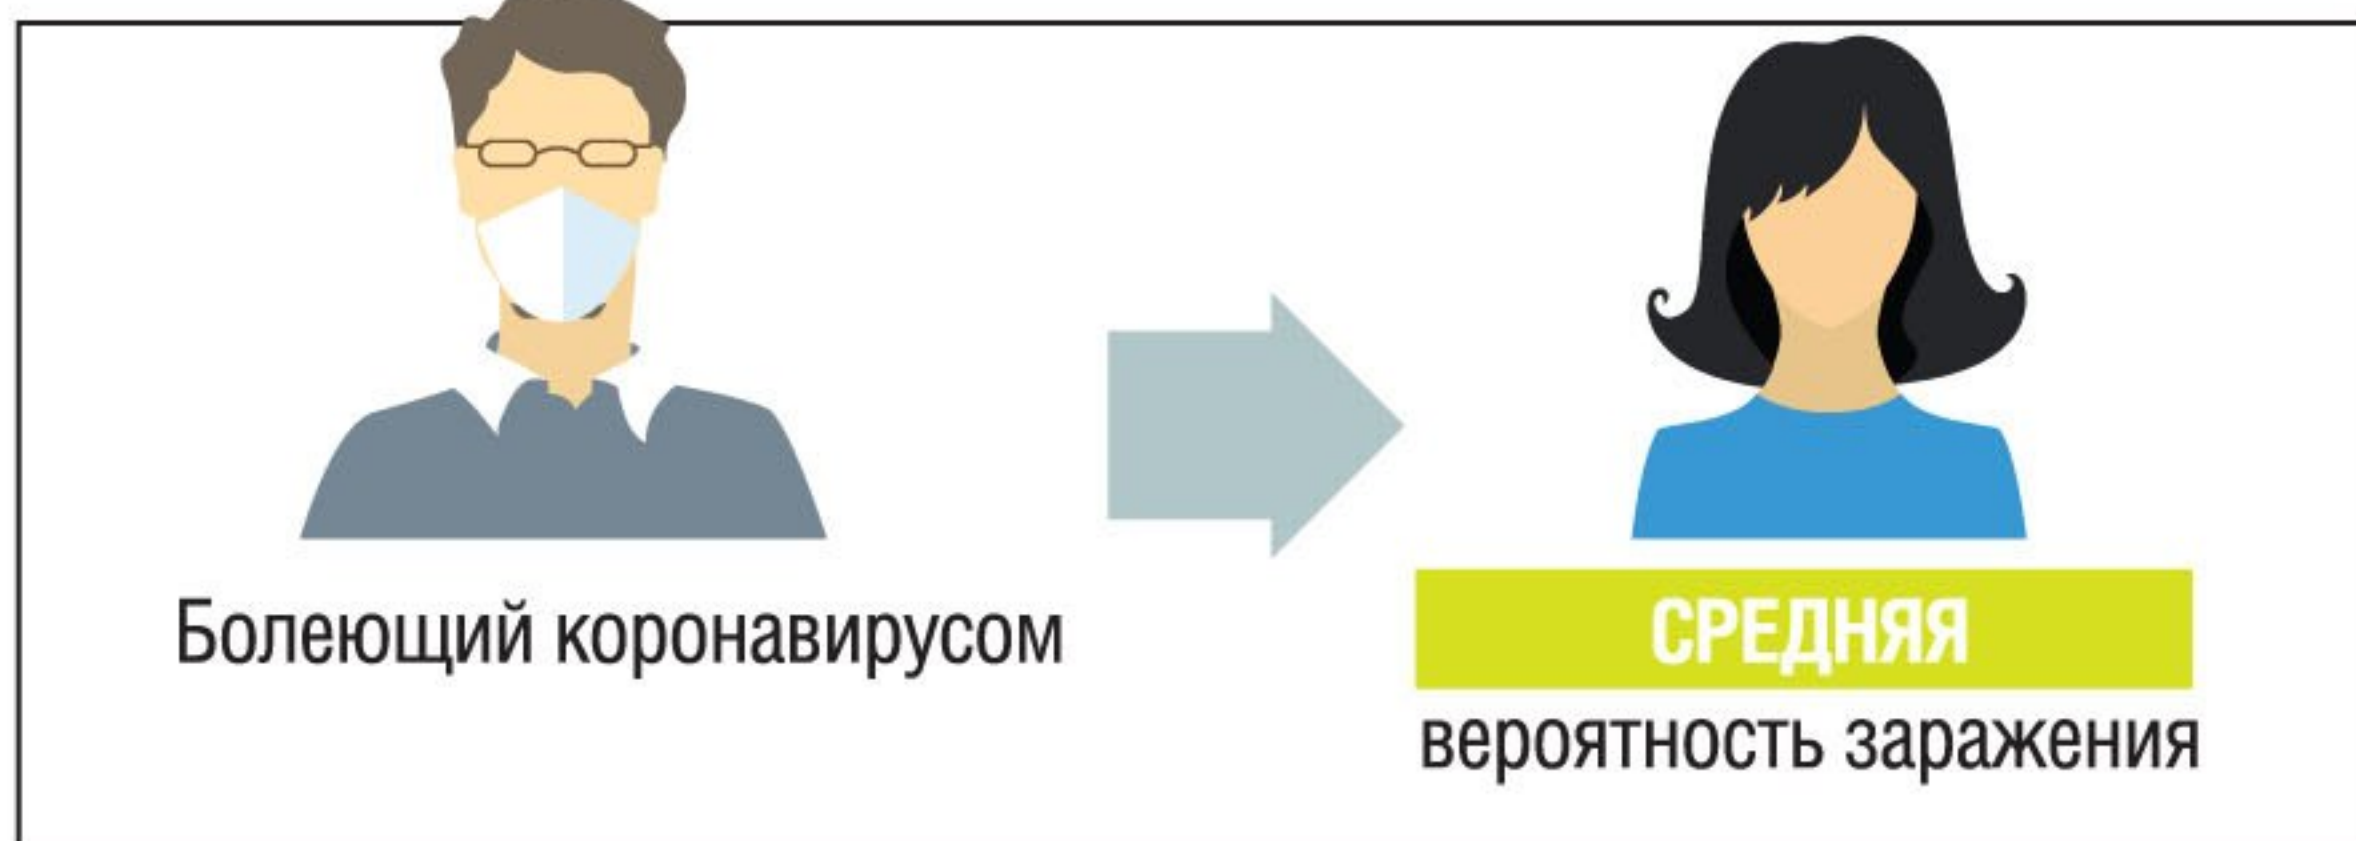 Болеющий коронавирусом
СРЕДНЯЯ
вероятность заражения